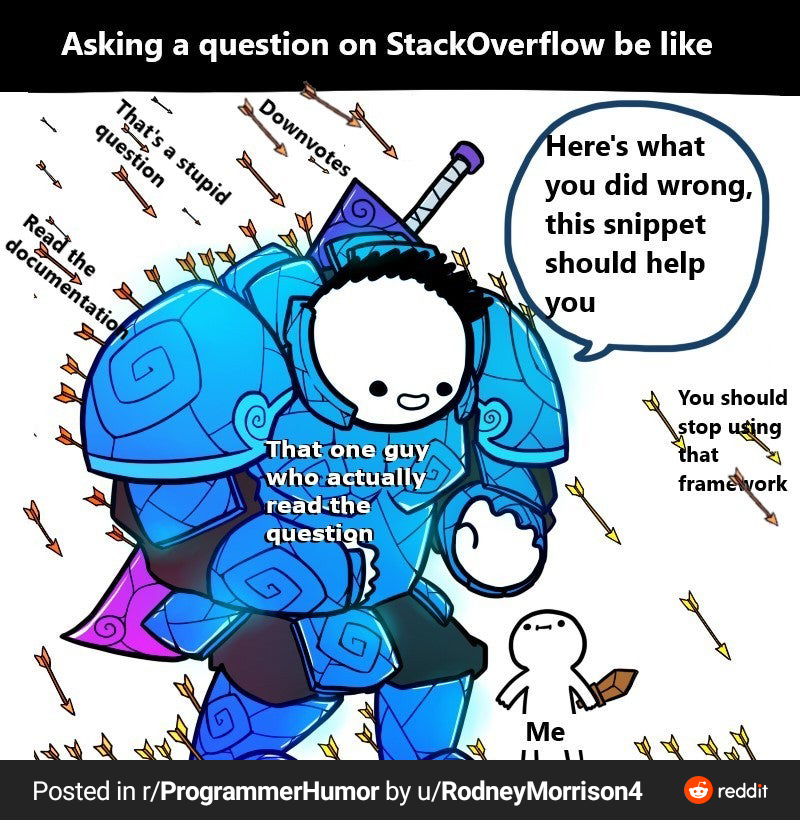 Asking a question on StackOverflow be like
That's a stupid
question
Downvotes
Read the
documentation
Here's what
you did wrong,
this snippet
should help
you
You should
stop using
that
framework
That one guy
who actually
read the
question
Me
Posted in r/ProgrammerHumor by u/RodneyMorrison4
reddit